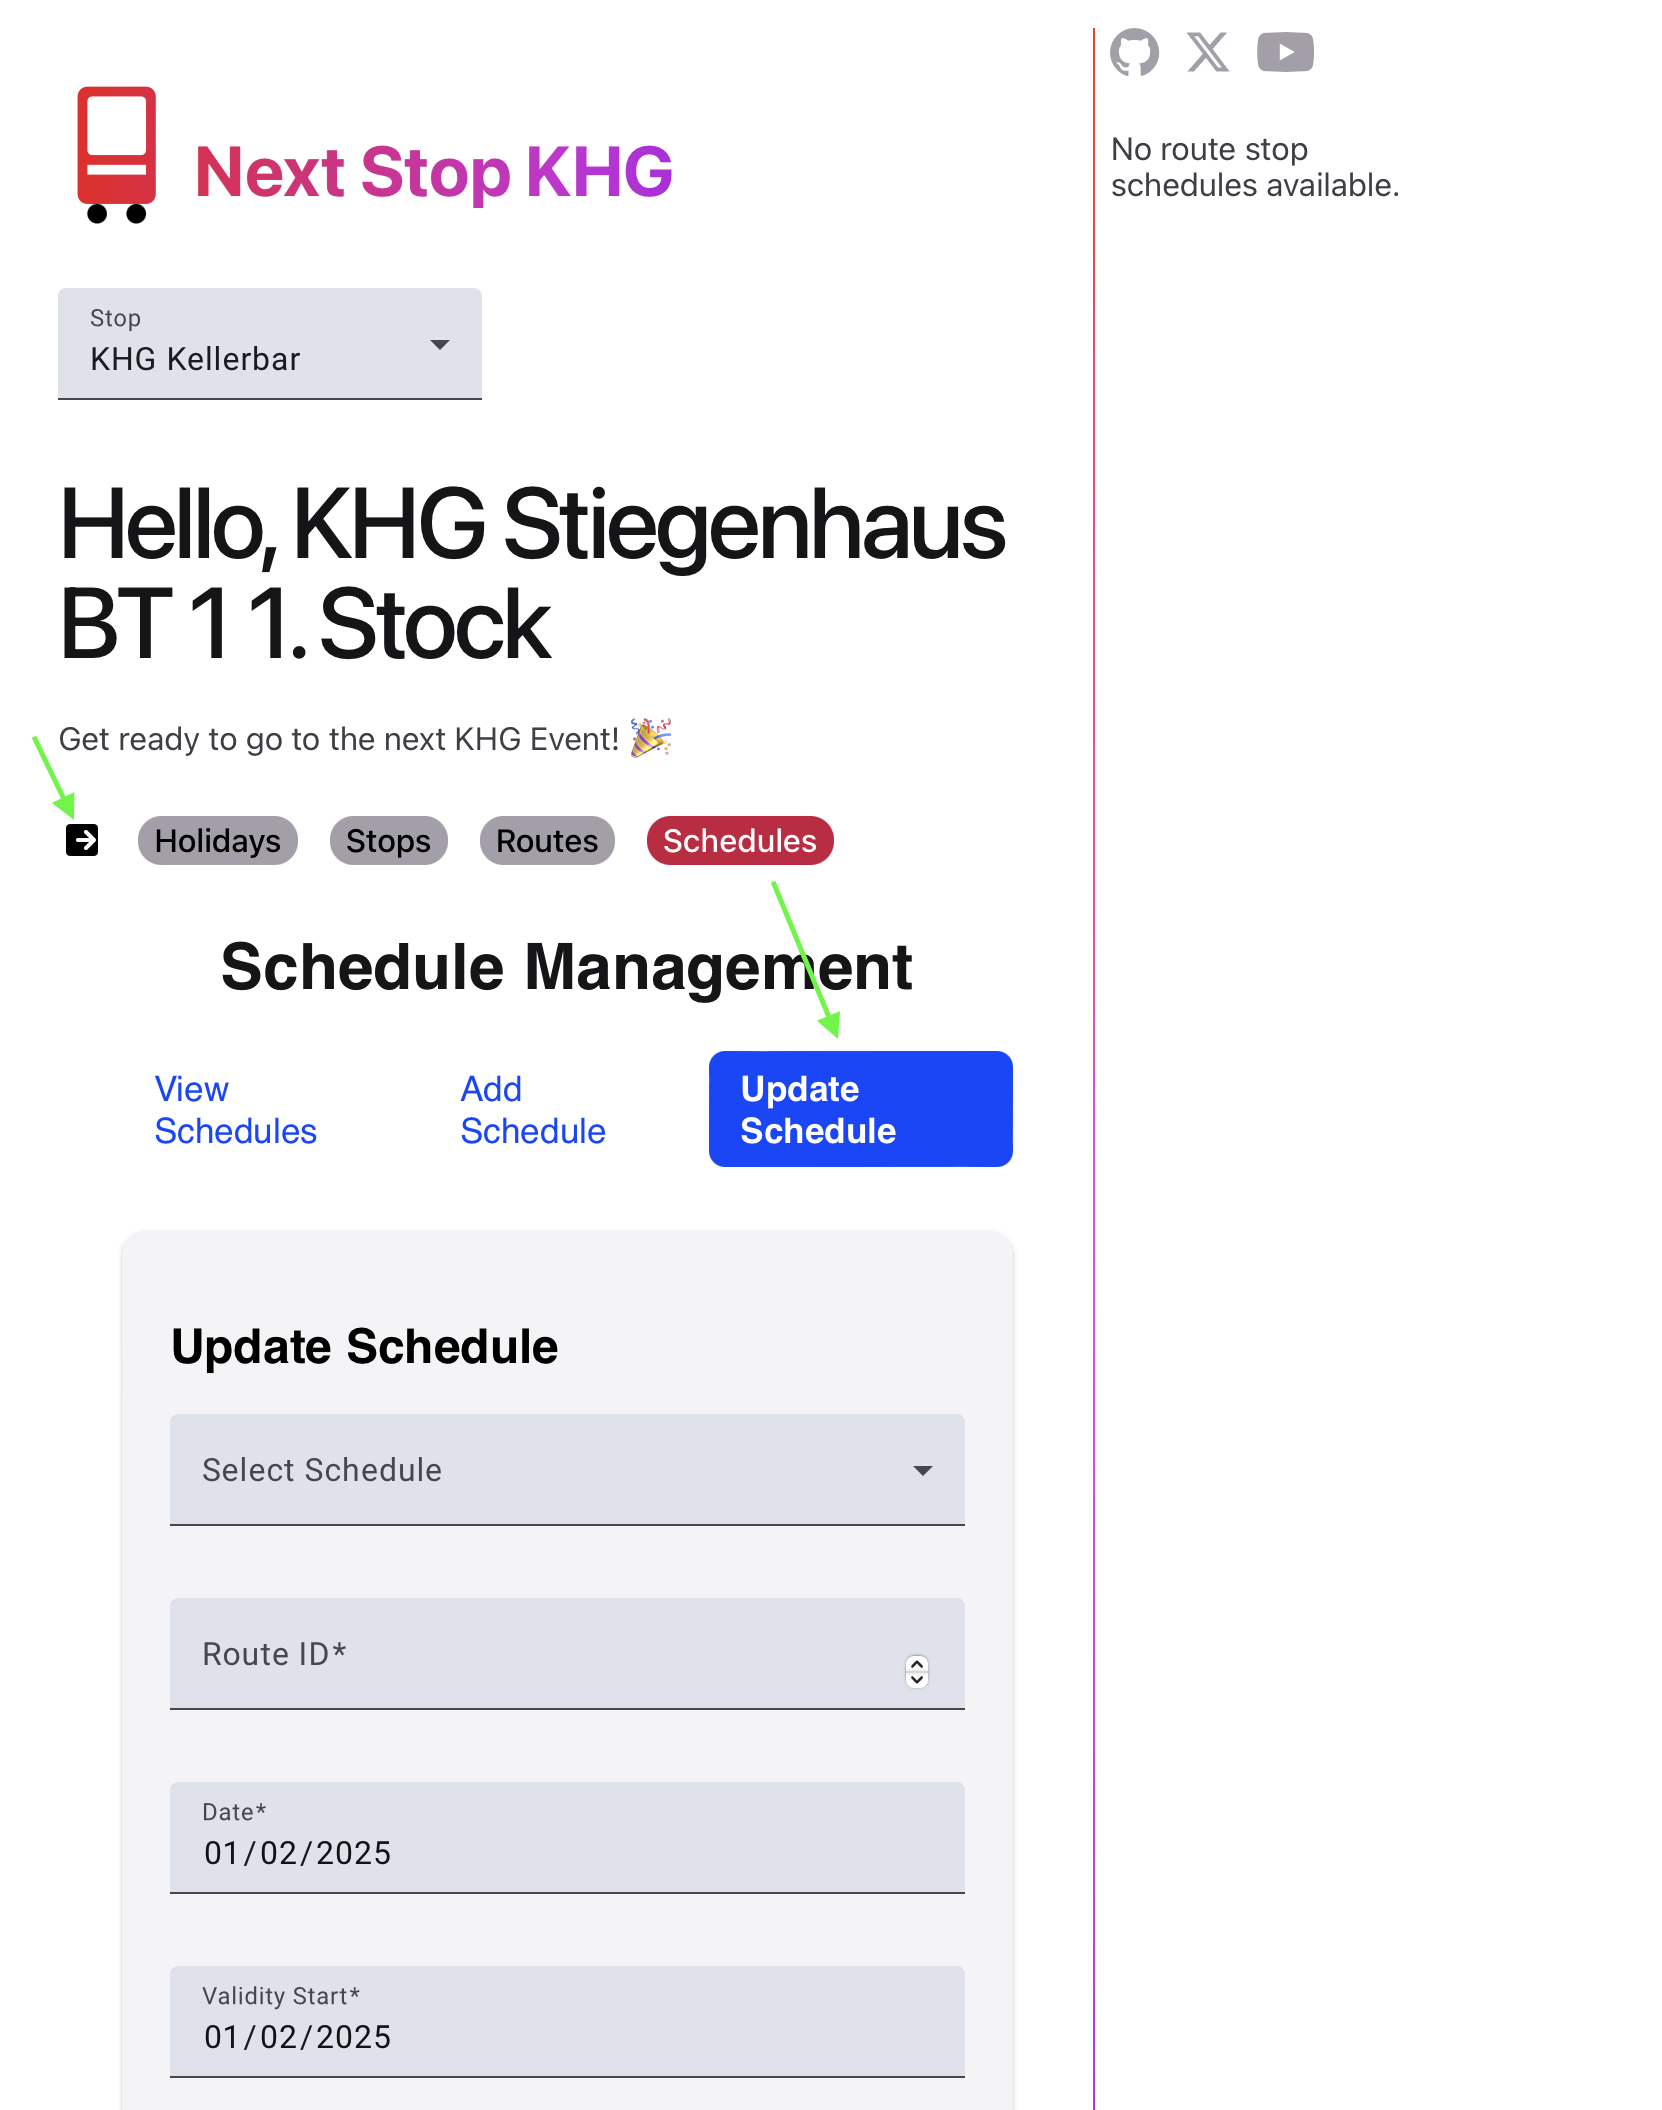 Next Stop KHG
Stop
KHG Kellerbar
Hello, KHG Stiegenhaus
BT 1 1. Stock
Get ready to go to the next KHG Event! 🎉
Holidays
Stops
Routes
Schedules
Schedule Management
View
Schedules
Add
Schedule
Update
Schedule
Update Schedule
Select Schedule
Route ID*
Date*
01/02/2025
Validity Start*
01/02/2025
No route stop
schedules available.